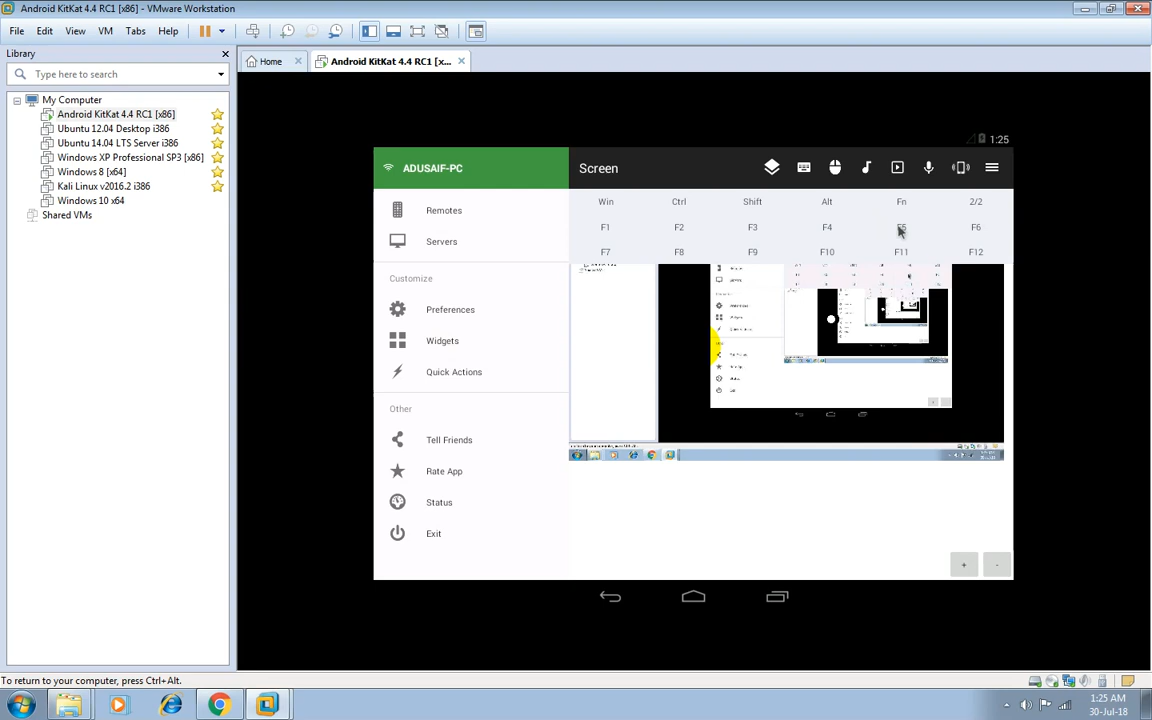 Android KitKat 4.4 RC1 [x86] - VMware Workstation
File Edit View VM Tabs Help
Library
Type here to search
My Computer
Android KitKat 4.4 RC1 [x86]
Ubuntu 12.04 Desktop i386
Ubuntu 14.04 LTS Server i386
Windows XP Professional SP3 [x86]
Windows 8 [x64]
Kali Linux v2016.2 i386
Windows 10 x64
Shared VMs
Home
Android KitKat 4.4 RC1 [x...
1:25
ADUSAIF-PC
Remotes
Servers
Customize
Preferences
Widgets
Quick Actions
Other
Tell Friends
Rate App
Status
Exit
Screen
Win Ctrl Shift Alt Fn 2/2
F1 F2 F3 F4 F5 F6
F7 F8 F9 F10 F11 F12
+ -
To return to your computer, press Ctrl+Alt.
1:25 AM
30-Jul-18